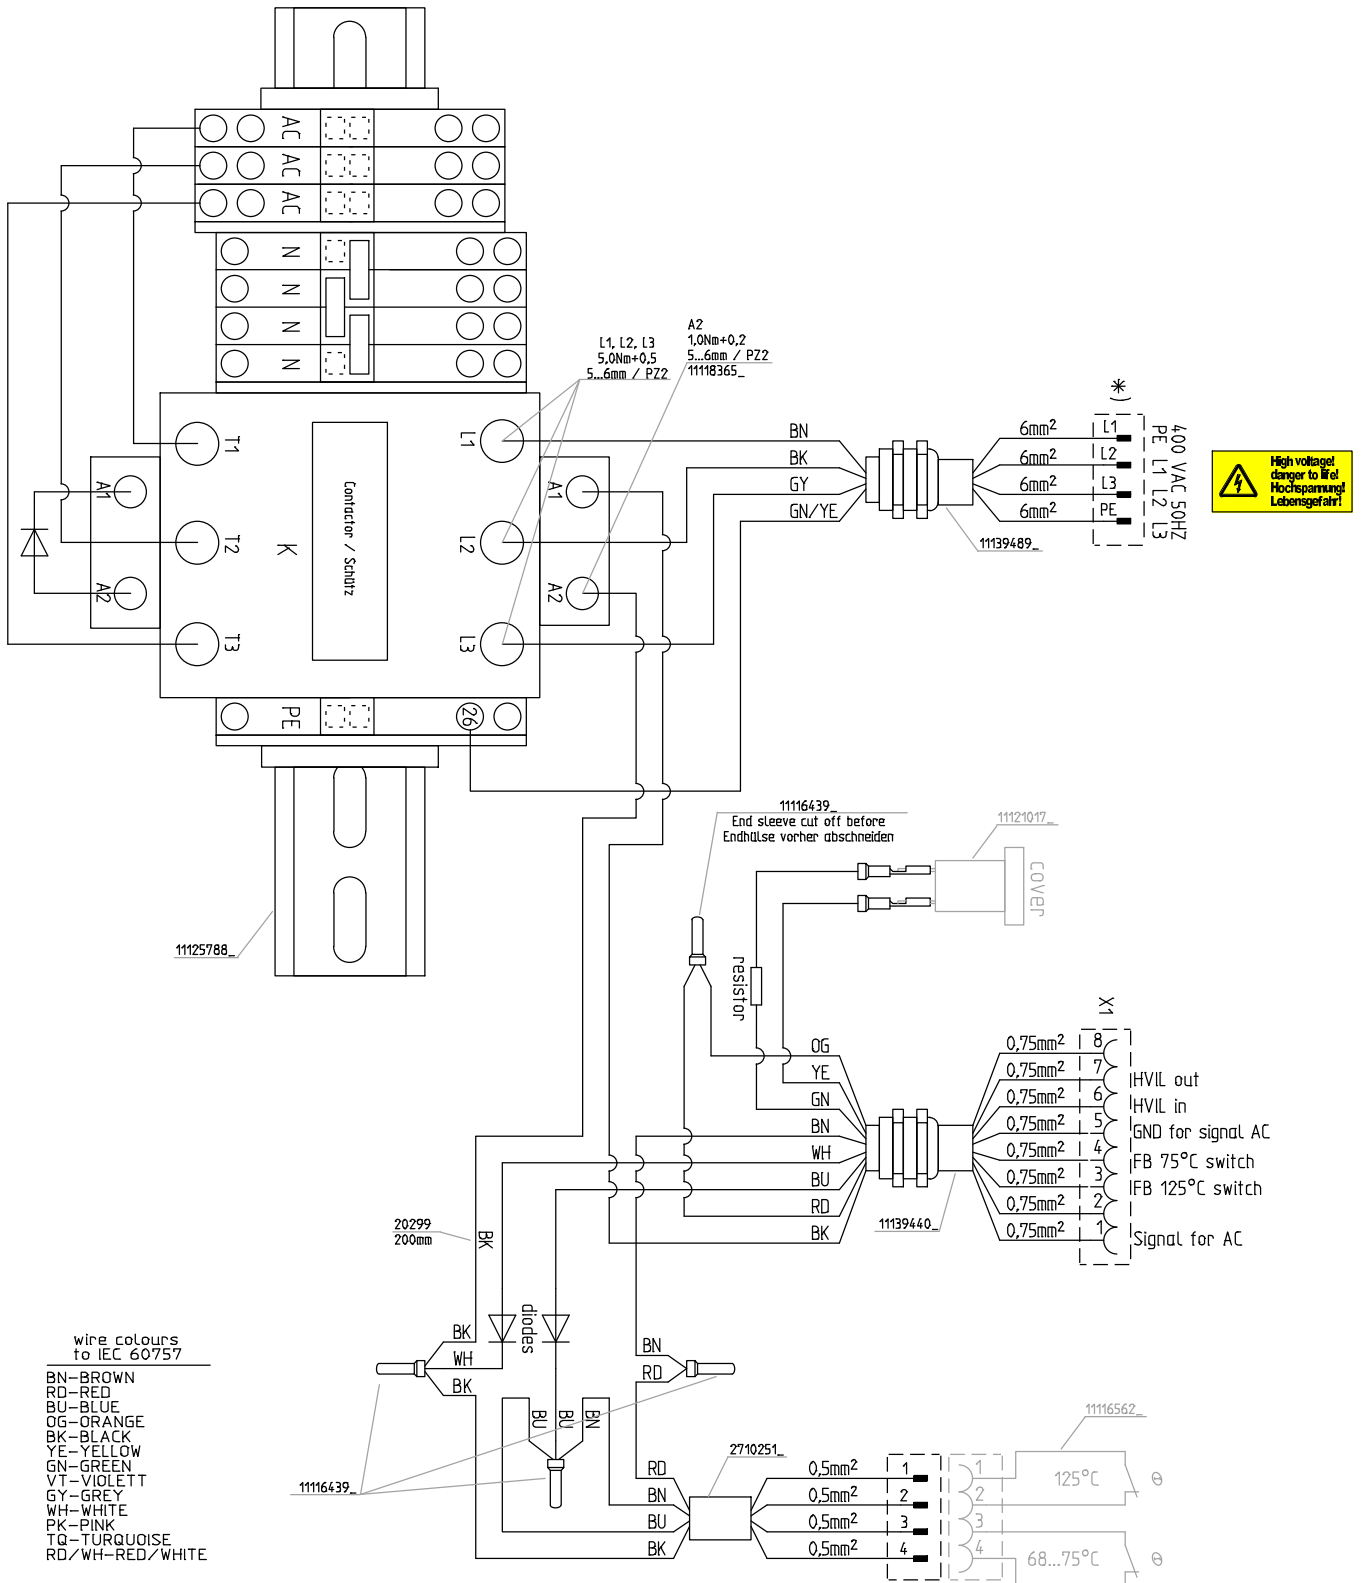 AC
AC
AC
N
N
N
N
L1, L2, L3
5,0Nm+0,5
5...6mm / PZ2
A2
1,0Nm+0,2
5...6mm / PZ2
11118365_
T1
T2
T3
L1
L2
L3
A1
A2
A1
A2
K
Contactor / Schütz
PE
26
BN
BK
GY
GN/YE
6mm²
6mm²
6mm²
6mm²
*)
L1
L2
L3
PE
400 VAC 50HZ
PE L1 L2 L3
11139489_
High voltage!
danger to life!
Hochspannung!
Lebensgefahr!
11125788_
11116439_
End sleeve cut off before
Endhülse vorher abschneiden
11121017_
cover
resistor
X1
OG
YE
GN
BN
WH
BU
RD
BK
0,75mm²
0,75mm²
0,75mm²
0,75mm²
0,75mm²
0,75mm²
0,75mm²
0,75mm²
8
7 HVIL out
6 HVIL in
5 GND for signal AC
4 FB 75°C switch
3 FB 125°C switch
2
1 Signal for AC
11139440_
20299
200mm
BK
diodes
BK
WH
BK
BN
RD
BU
BU
BN
11116439_
2710251_
RD
BN
BU
BK
0,5mm²
0,5mm²
0,5mm²
0,5mm²
1
2
3
4
1
2
3
4
11116562_
125°C
θ
68...75°C
θ
wire colours
to IEC 60757
BN-BROWN
RD-RED
BU-BLUE
OG-ORANGE
BK-BLACK
YE-YELLOW
GN-GREEN
VT-VIOLETT
GY-GREY
WH-WHITE
PK-PINK
TQ-TURQUOISE
RD/WH-RED/WHITE